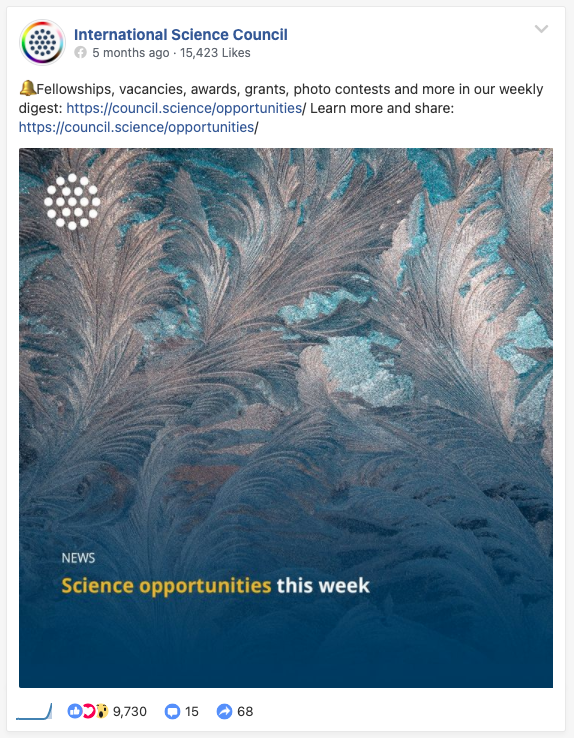 International Science Council
5 months ago · 15,423 Likes
🔔Fellowships, vacancies, awards, grants, photo contests and more in our weekly
digest: https://council.science/opportunities/ Learn more and share:
https://council.science/opportunities/
NEWS
Science opportunities this week
9,730 15 68